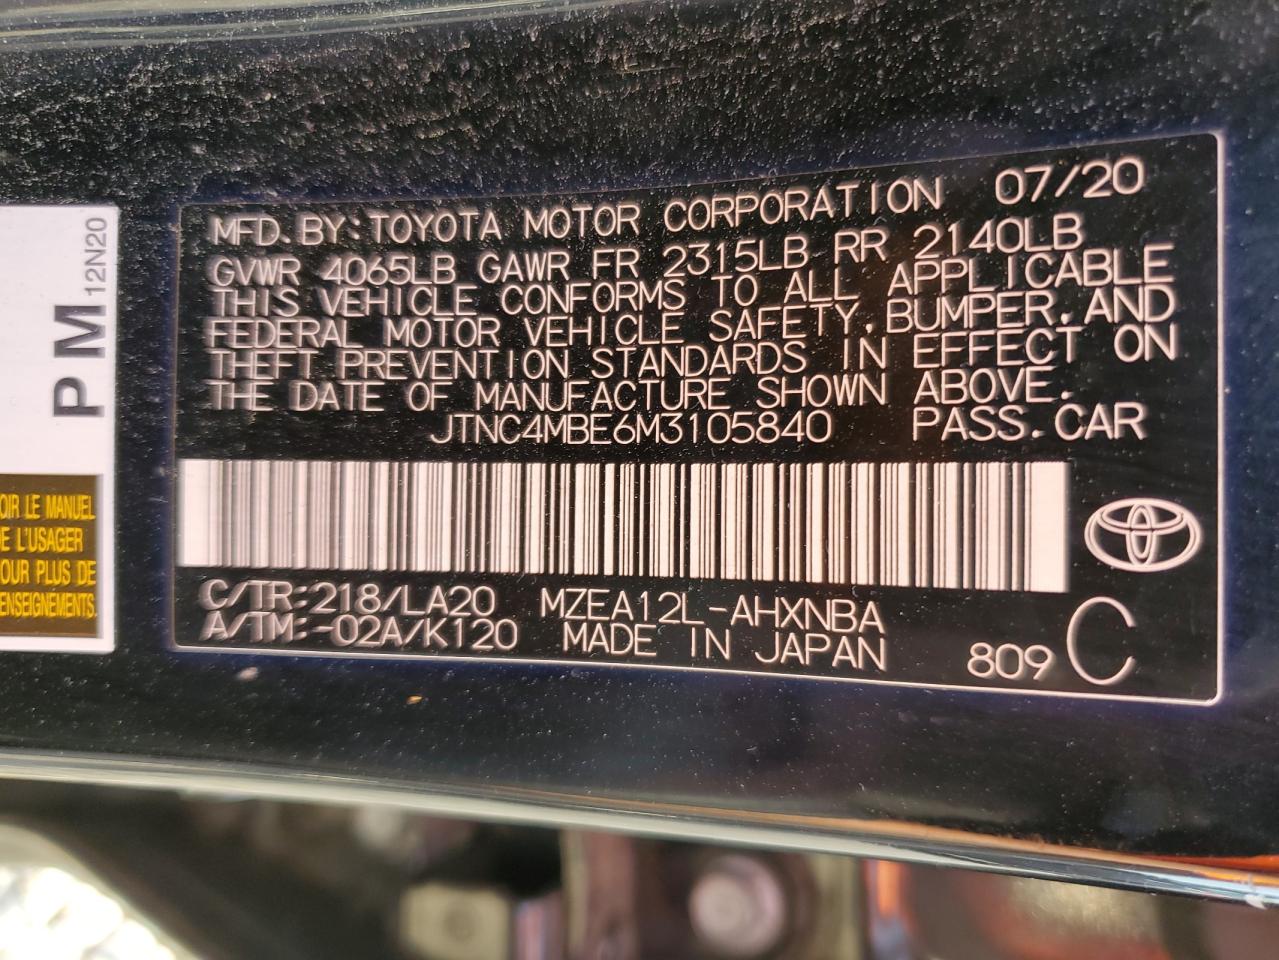 MFD. BY: TOYOTA MOTOR CORPORATION 07/20
GVWR 4065LB GAWR FR 2315LB RR 2140LB
THIS VEHICLE CONFORMS TO ALL APPLICABLE
FEDERAL MOTOR VEHICLE SAFETY, BUMPER, AND
THEFT PREVENTION STANDARDS IN EFFECT ON
THE DATE OF MANUFACTURE SHOWN ABOVE.
JTNC4MBE6M3105840 PASS. CAR
C/TR:218/LA20 MZEA12L-AHXNBA
A/TM:-02A/K120 MADE IN JAPAN
809 C
PM 12N20
OIR LE MANUEL
E L'USAGER
OUR PLUS DE
ENSEIGNEMENTS.